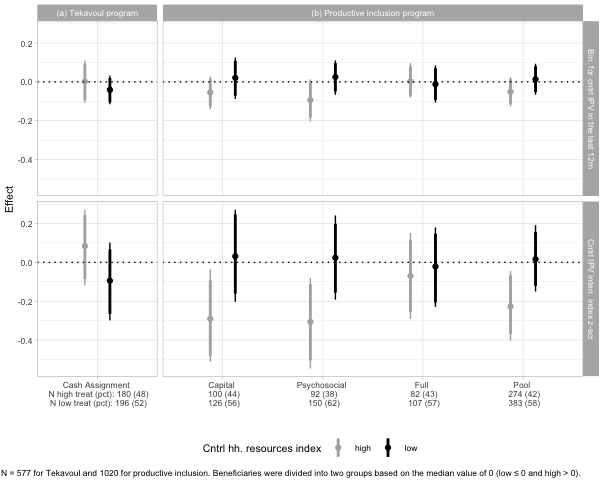 (a) Tekavoul program
(b) Productive inclusion program
0.2
0.0
-0.2
-0.4
Bin. for cntrl IPV in the last 12m
Effect
0.2
0.0
-0.2
-0.4
Cntrl IPV inten. index z-scr
Cash Assignment
N high treat (pct): 180 (48)
N low treat (pct): 196 (52)
Capital
100 (44)
126 (56)
Psychosocial
92 (38)
150 (62)
Full
82 (43)
107 (57)
Pool
274 (42)
383 (58)
Cntrl hh. resources index high low
N = 577 for Tekavoul and 1020 for productive inclusion. Beneficiaries were divided into two groups based on the median value of 0 (low ≤ 0 and high > 0).